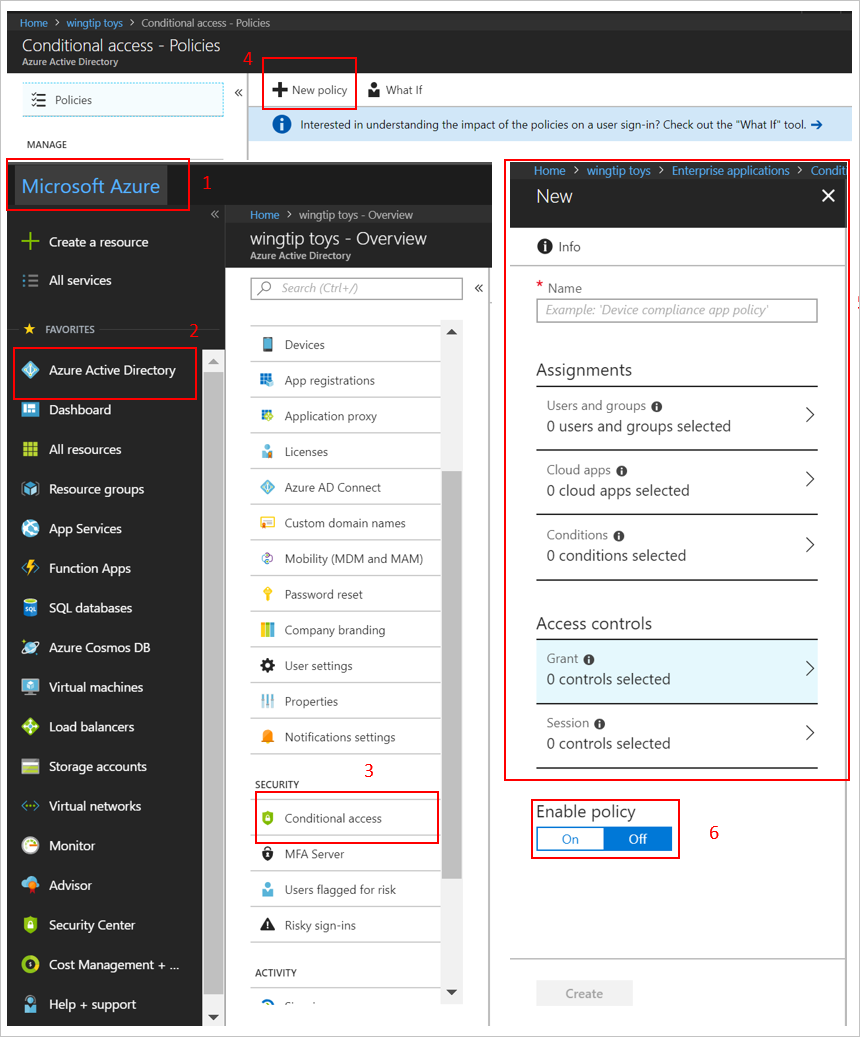 Home > wingtip toys > Conditional access - Policies
Conditional access - Policies
Azure Active Directory
4
Policies
«
New policy
What If
Interested in understanding the impact of the policies on a user sign-in? Check out the "What If" tool. →
MANAGE
Microsoft Azure
1
«
Create a resource
All services
FAVORITES
2
Azure Active Directory
Dashboard
All resources
Resource groups
App Services
Function Apps
SQL databases
Azure Cosmos DB
Virtual machines
Load balancers
Storage accounts
Virtual networks
Monitor
Advisor
Security Center
Cost Management + ...
Help + support
Home > wingtip toys - Overview
wingtip toys - Overview
Azure Active Directory
Search (Ctrl+/)
«
Devices
App registrations
Application proxy
Licenses
Azure AD Connect
Custom domain names
Mobility (MDM and MAM)
Password reset
Company branding
User settings
Properties
Notifications settings
3
SECURITY
Conditional access
MFA Server
Users flagged for risk
Risky sign-ins
ACTIVITY
Home > wingtip toys > Enterprise applications > Conditi
New
Info
* Name
Example: 'Device compliance app policy'
Assignments
Users and groups
0 users and groups selected
Cloud apps
0 cloud apps selected
Conditions
0 conditions selected
Access controls
Grant
0 controls selected
Session
0 controls selected
Enable policy
On Off
6
Create